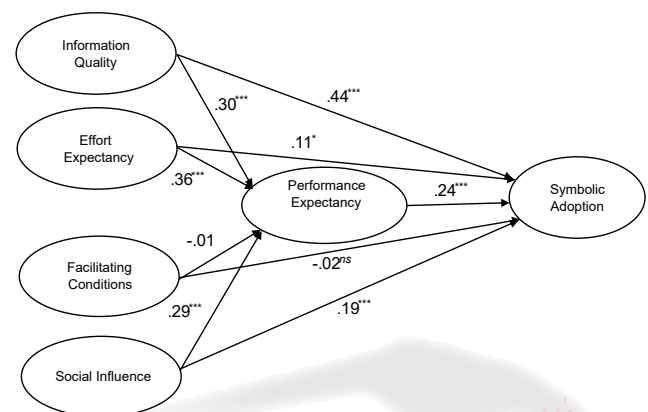 Information
Quality
.44***
.30***
Effort
Expectancy
.11*
.36***
Performance
Expectancy
.24***
Symbolic
Adoption
-.01
Facilitating
Conditions
-.02ns
.29***
.19***
Social Influence